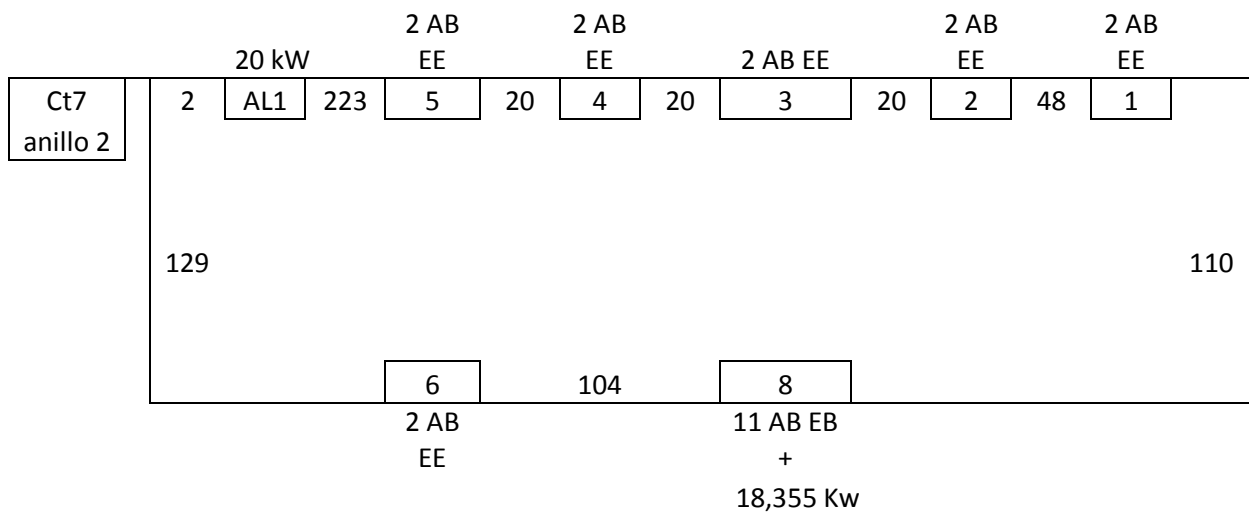 2 AB 2 AB 2 AB 2 AB
20 kW EE EE 2 AB EE EE EE
Ct7 2 AL1 223 5 20 4 20 3 20 2 48 1
anillo 2
129 110
6 104 8
2 AB 11 AB EB
EE +
18,355 Kw